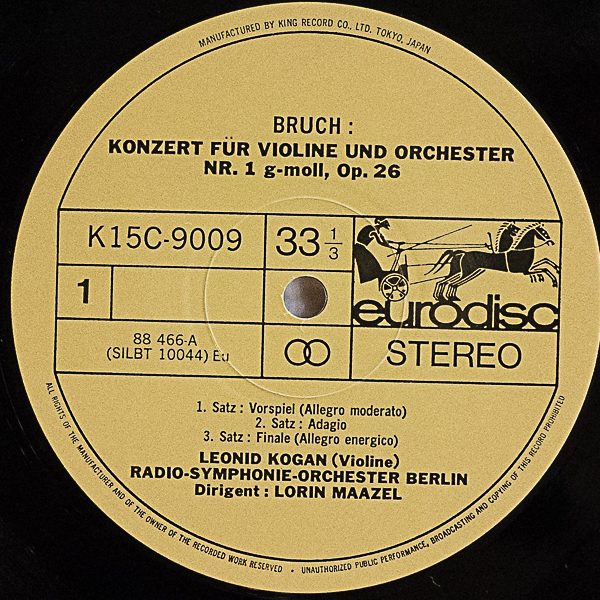 MANUFACTURED BY KING RECORD CO., LTD. TOKYO, JAPAN
BRUCH :
KONZERT FÜR VIOLINE UND ORCHESTER
NR. 1 g-moll, Op. 26
K15C-9009
33 1/3
eurodisc
1
88 466-A
(SILBT 10044) Eu
STEREO
1. Satz : Vorspiel (Allegro moderato)
2. Satz : Adagio
3. Satz : Finale (Allegro energico)
LEONID KOGAN (Violine)
RADIO-SYMPHONIE-ORCHESTER BERLIN
Dirigent : LORIN MAAZEL
ALL RIGHTS OF THE MANUFACTURER AND OF THE OWNER OF THE RECORDED WORK RESERVED • UNAUTHORIZED PUBLIC PERFORMANCE, BROADCASTING AND COPYING OF THIS RECORD PROHIBITED